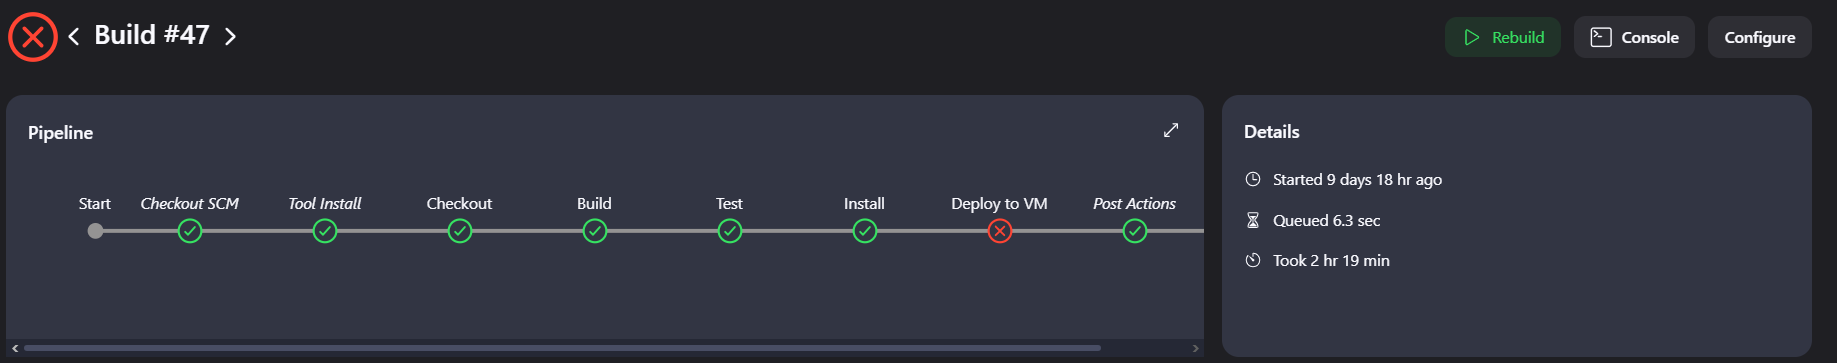 Build #47
Rebuild
Console
Configure
Pipeline
Start
Checkout SCM
Tool Install
Checkout
Build
Test
Install
Deploy to VM
Post Actions
Details
Started 9 days 18 hr ago
Queued 6.3 sec
Took 2 hr 19 min